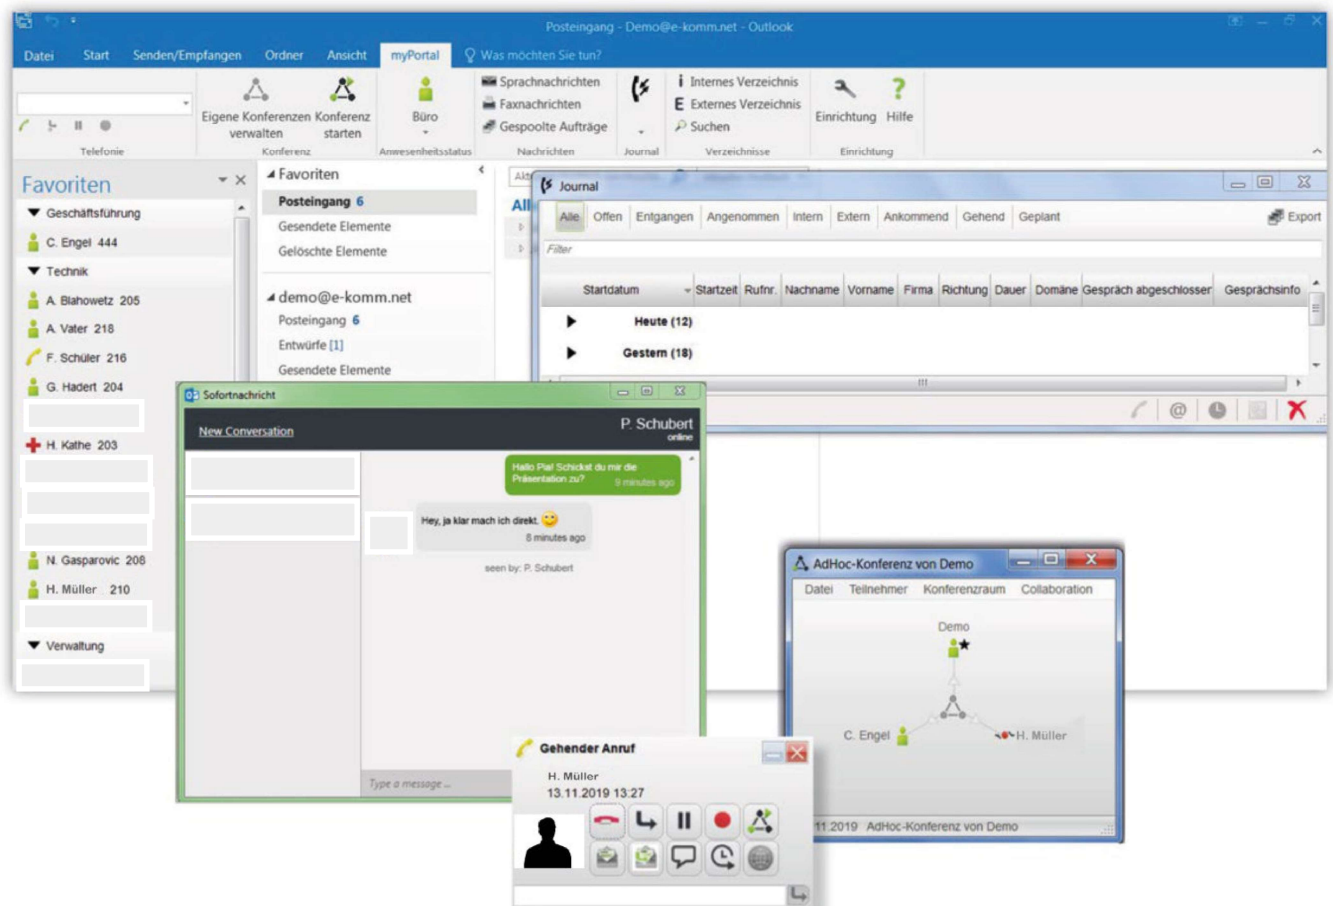 Posteingang - Demo@e-komm.net - Outlook
Datei Start Senden/Empfangen Ordner Ansicht myPortal Was möchten Sie tun?
Eigene Konferenzen verwalten
Konferenz starten
Büro
Sprachnachrichten
Faxnachrichten
Gespoolte Aufträge
i Internes Verzeichnis
E Externes Verzeichnis
Suchen
Einrichtung
Hilfe
Telefonie Konferenz Anwesenheitsstatus Nachrichten Journal Verzeichnisse Einrichtung
Favoriten
Geschäftsführung
C. Engel 444
Technik
A. Blahowetz 205
A. Vater 218
F. Schüler 216
G. Hadert 204
H. Kathe 203
N. Gasparovic 208
H. Müller 210
Verwaltung
Favoriten
Posteingang 6
Gesendete Elemente
Gelöschte Elemente
demo@e-komm.net
Posteingang 6
Entwürfe [1]
Gesendete Elemente
Journal
Alle Offen Entgangen Angenommen Intern Extern Ankommend Gehend Geplant Export
Filter
Startdatum Startzeit Rufnr. Nachname Vorname Firma Richtung Dauer Domäne Gespräch abgeschlossen Gesprächsinfo
Heute (12)
Gestern (18)
Sofortnachricht
New Conversation
P. Schubert
online
Hallo Pia! Schickst du mir die
Präsentation zu?
9 minutes ago
Hey, ja klar mach ich direkt.
8 minutes ago
seen by: P. Schubert
Type a message ...
AdHoc-Konferenz von Demo
Datei Teilnehmer Konferenzraum Collaboration
Demo
C. Engel
H. Müller
11.2019 AdHoc-Konferenz von Demo
Gehender Anruf
H. Müller
13.11.2019 13:27